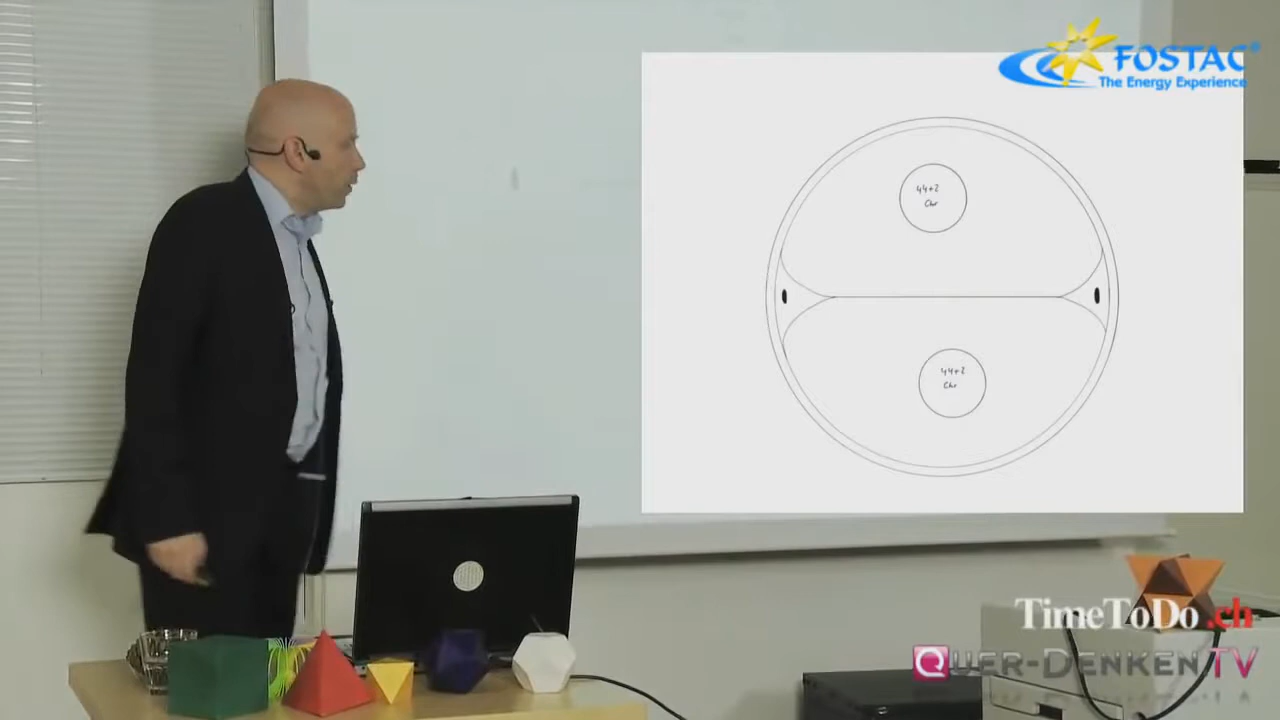 FOSTAC®
The Energy Experience
44+2
Chr
44+2
Chr
TimeToDo.ch
QUER-DENKEN TV